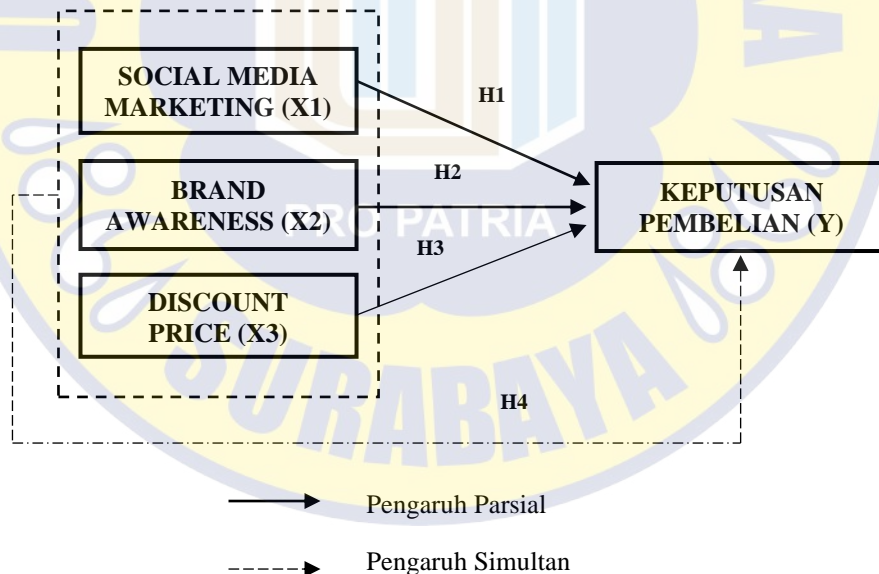 SOCIAL MEDIA
MARKETING (X1)
H1
BRAND
AWARENESS (X2)
H2
KEPUTUSAN
PEMBELIAN (Y)
PRO PATRIA
H3
DISCOUNT
PRICE (X3)
SURABAYA
H4
Pengaruh Parsial
Pengaruh Simultan